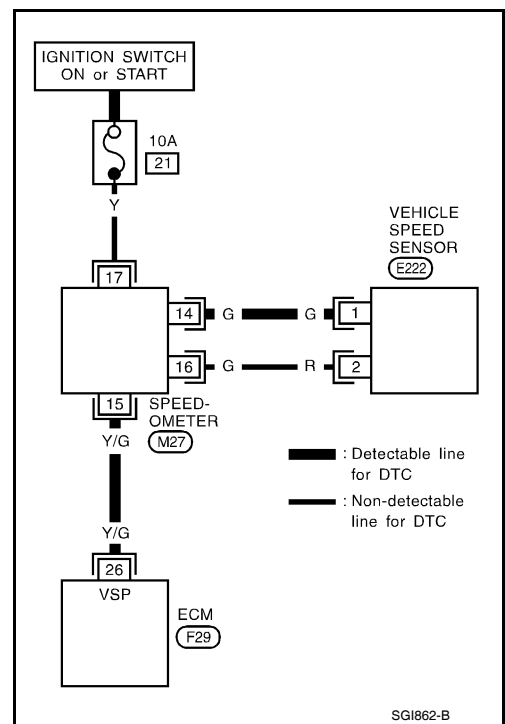 IGNITION SWITCH
ON or START
10A
21
Y
VEHICLE
SPEED
SENSOR
E222
17
14
G
G
1
16
G
R
2
15
SPEED-
OMETER
M27
Y/G
: Detectable line
for DTC
: Non-detectable
line for DTC
Y/G
26
VSP
ECM
F29
SGI862-B